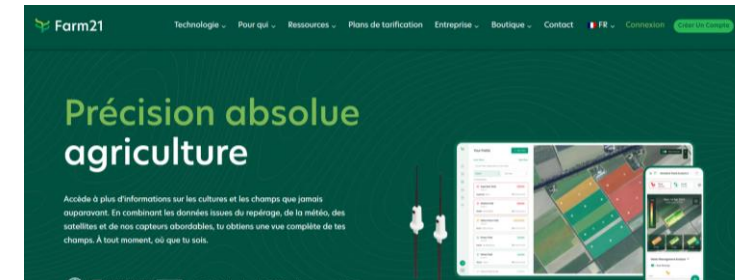 Farm21
Technologie
Pour qui
Ressources
Plans de tarification
Entreprise
Boutique
Contact
FR
Connexion
Créer Un Compte
Précision absolue
agriculture
Accède à plus d'informations sur les cultures et les champs que jamais
auparavant. En combinant les données issues du repérage, de la météo, des
satellites et de nos capteurs abordables, tu obtiens une vue complète de tes
champs. À tout moment, où que tu sois.